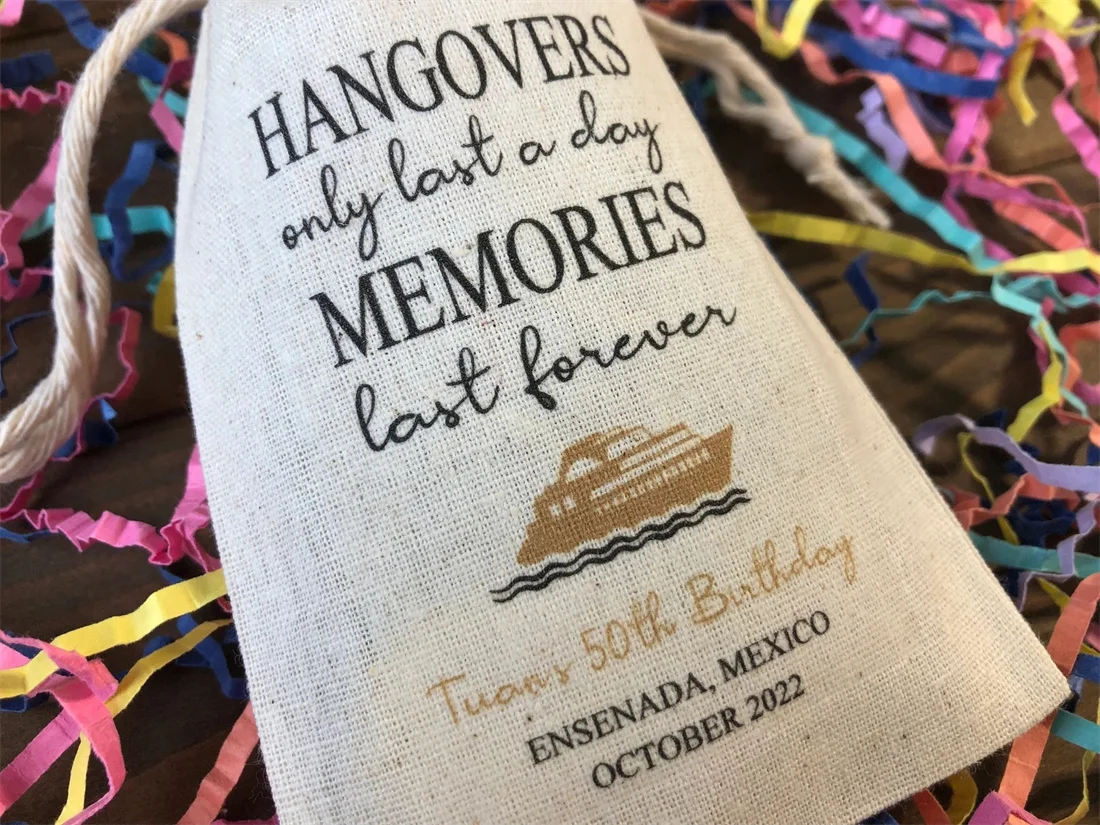 HANGOVERS
only last a day
MEMORIES
last forever
Tuan's 50th Birthday
ENSENADA, MEXICO
OCTOBER 2022